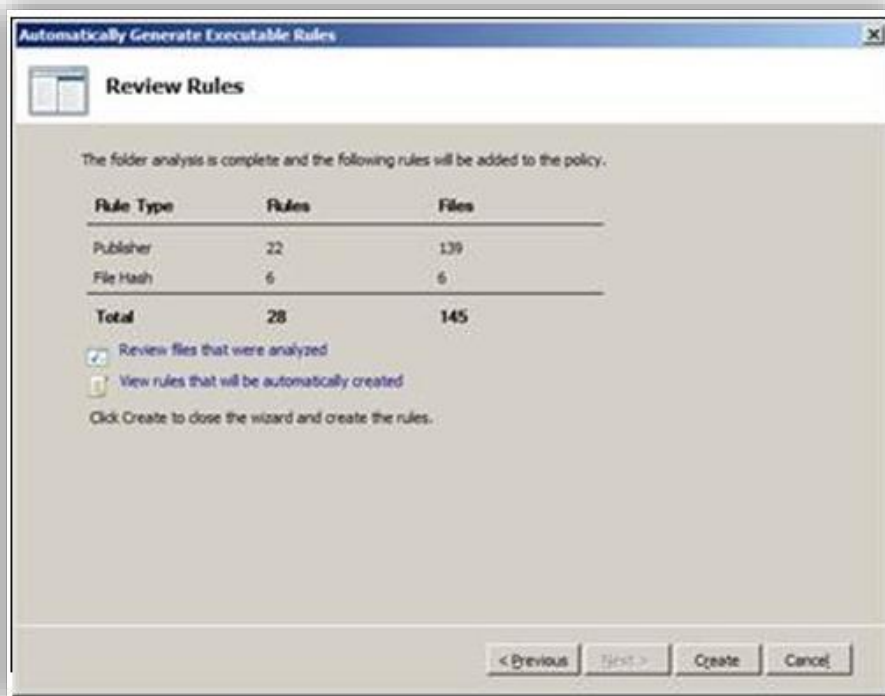 Automatically Generate Executable Rules
Review Rules
The folder analysis is complete and the following rules will be added to the policy.
Rule Type Rules Files
Publisher 22 139
File Hash 6 6
Total 28 145
Review files that were analyzed
View rules that will be automatically created
Click Create to close the wizard and create the rules.
< Previous Next > Create Cancel